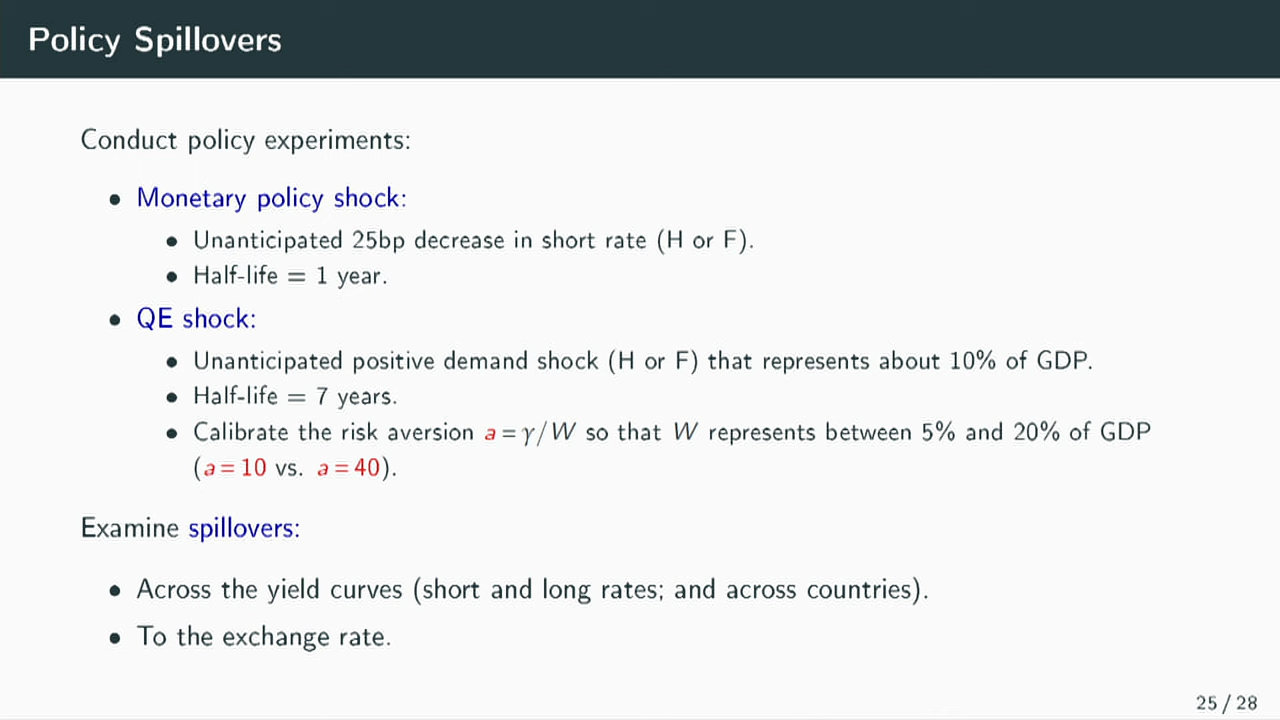 Policy Spillovers
Conduct policy experiments:
• Monetary policy shock:
• Unanticipated 25bp decrease in short rate (H or F).
• Half-life = 1 year.
• QE shock:
• Unanticipated positive demand shock (H or F) that represents about 10% of GDP.
• Half-life = 7 years.
• Calibrate the risk aversion a = γ/W so that W represents between 5% and 20% of GDP
(a = 10 vs. a = 40).
Examine spillovers:
• Across the yield curves (short and long rates; and across countries).
• To the exchange rate.
25 / 28